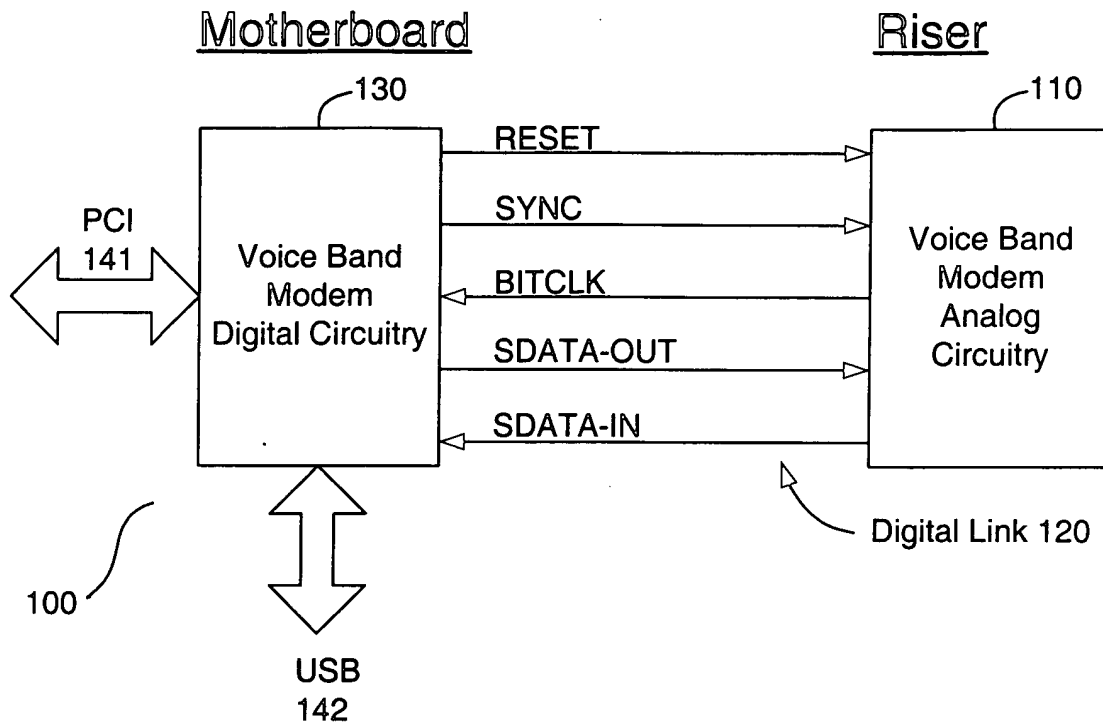 Motherboard
Riser
130
110
RESET
SYNC
BITCLK
SDATA-OUT
SDATA-IN
PCI
141
Voice Band
Modem
Digital Circuitry
Voice Band
Modem
Analog
Circuitry
Digital Link 120
100
USB
142